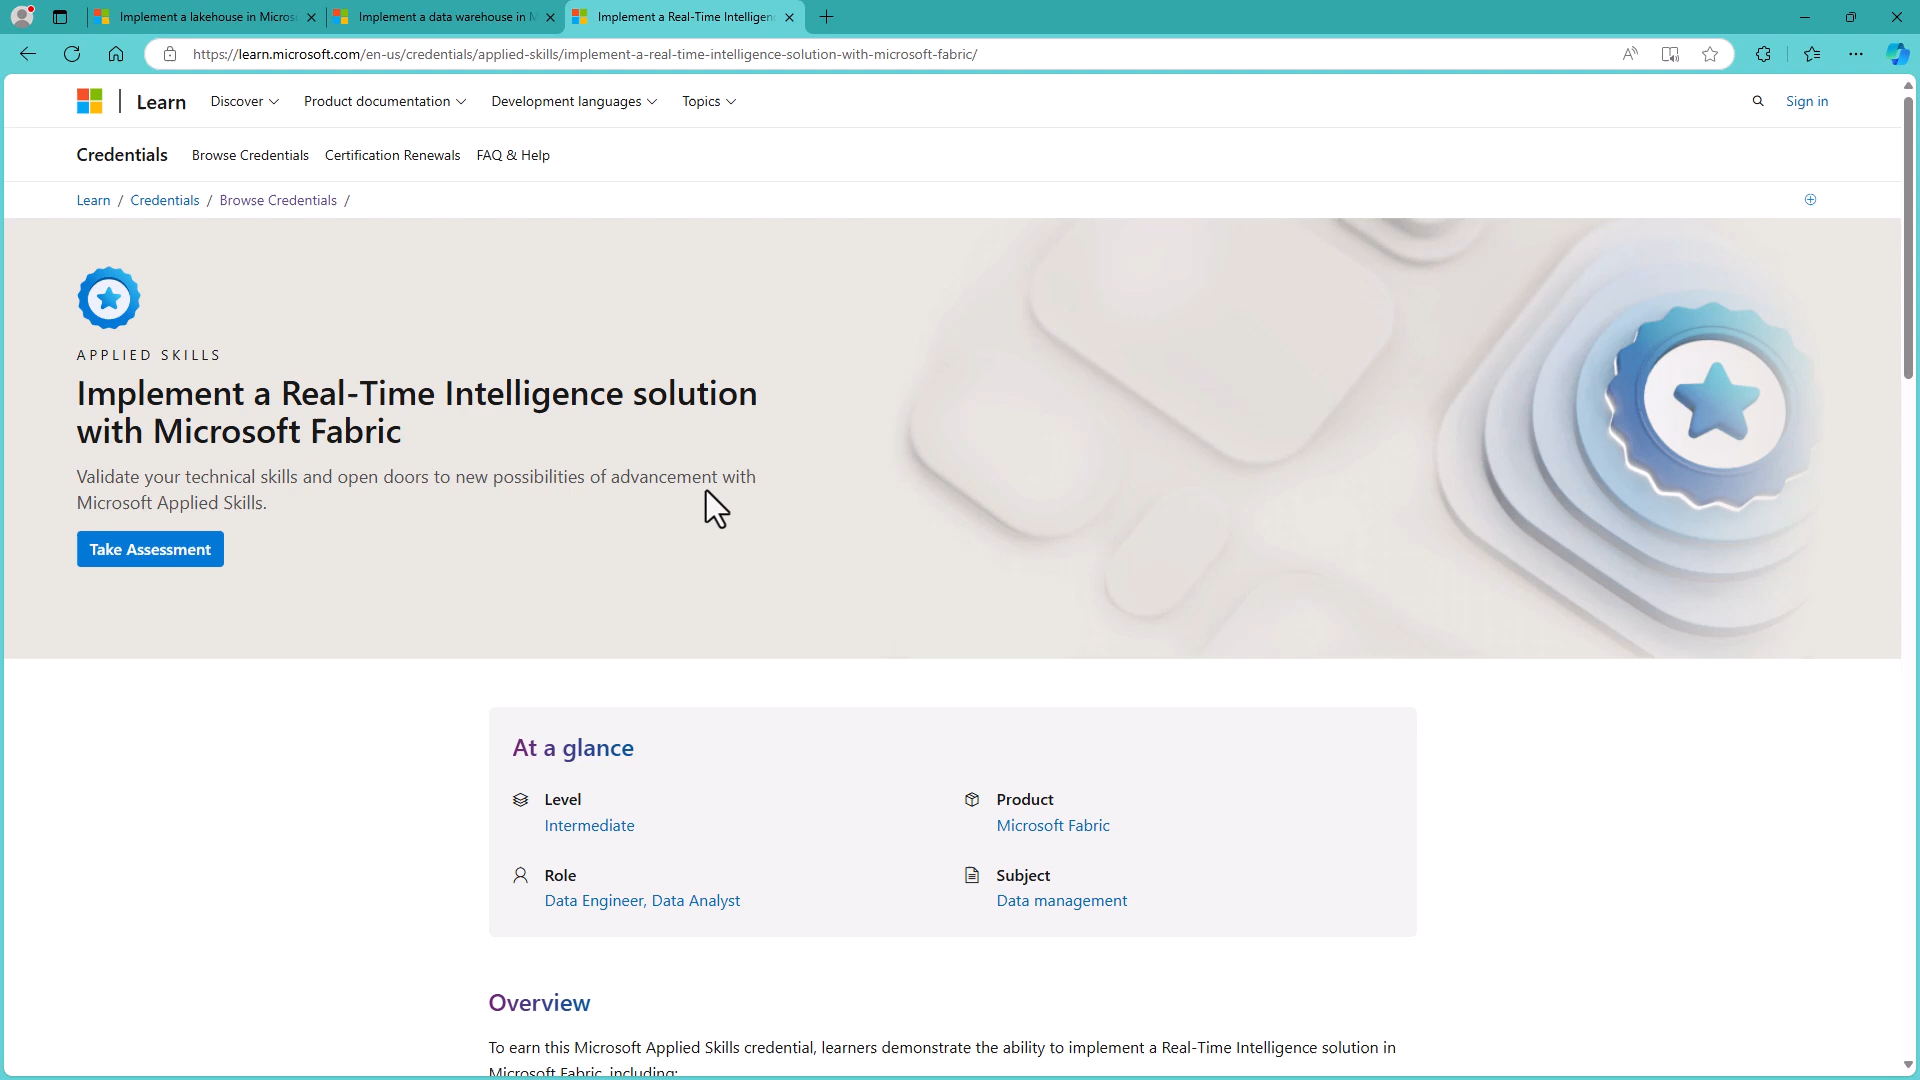 Implement a lakehouse in Micros
Implement a data warehouse in M
Implement a Real-Time Intelligen
https://learn.microsoft.com/en-us/credentials/applied-skills/implement-a-real-time-intelligence-solution-with-microsoft-fabric/
Learn Discover Product documentation Development languages Topics Sign in
Credentials Browse Credentials Certification Renewals FAQ & Help
Learn / Credentials / Browse Credentials /
APPLIED SKILLS
Implement a Real-Time Intelligence solution
with Microsoft Fabric
Validate your technical skills and open doors to new possibilities of advancement with
Microsoft Applied Skills.
Take Assessment
At a glance
Level
Intermediate
Product
Microsoft Fabric
Role
Data Engineer, Data Analyst
Subject
Data management
Overview
To earn this Microsoft Applied Skills credential, learners demonstrate the ability to implement a Real-Time Intelligence solution in
Microsoft Fabric, including: